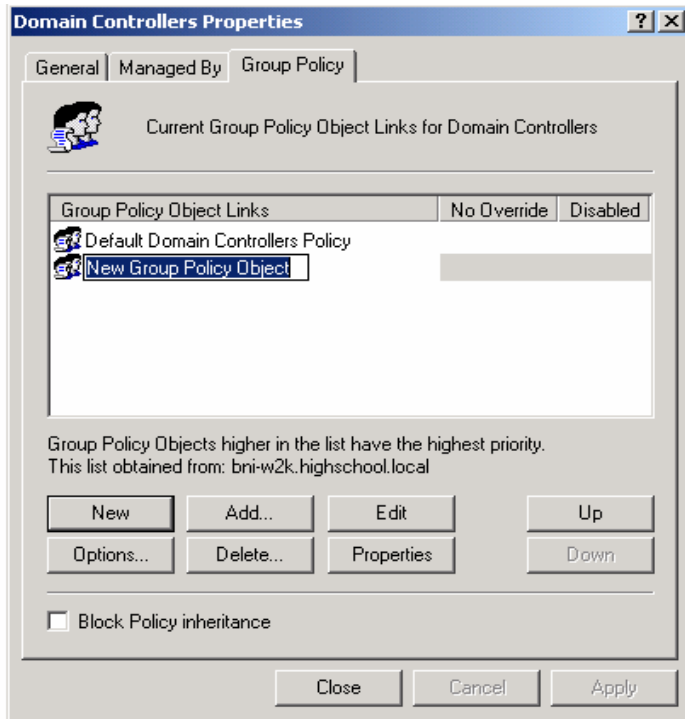 Domain Controllers Properties
General Managed By Group Policy
Current Group Policy Object Links for Domain Controllers
Group Policy Object Links No Override Disabled
Default Domain Controllers Policy
New Group Policy Object
Group Policy Objects higher in the list have the highest priority.
This list obtained from: bni-w2k.highschool.local
New Add... Edit Up
Options... Delete... Properties Down
Block Policy inheritance
Close Cancel Apply